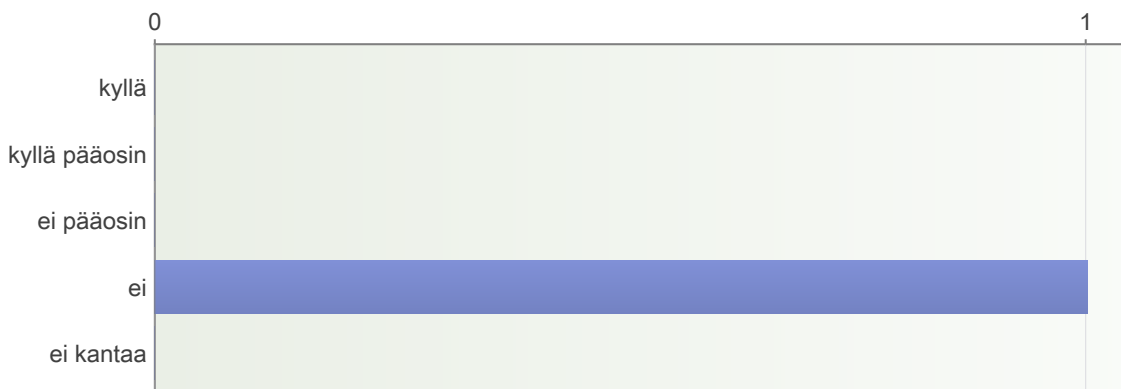 0 1
kyllä
kyllä pääosin
ei pääosin
ei
ei kantaa